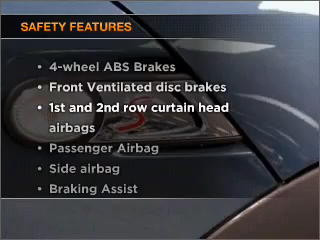 SAFETY FEATURES
• 4-wheel ABS Brakes
• Front Ventilated disc brakes
• 1st and 2nd row curtain head
airbags
• Passenger Airbag
• Side airbag
• Braking Assist